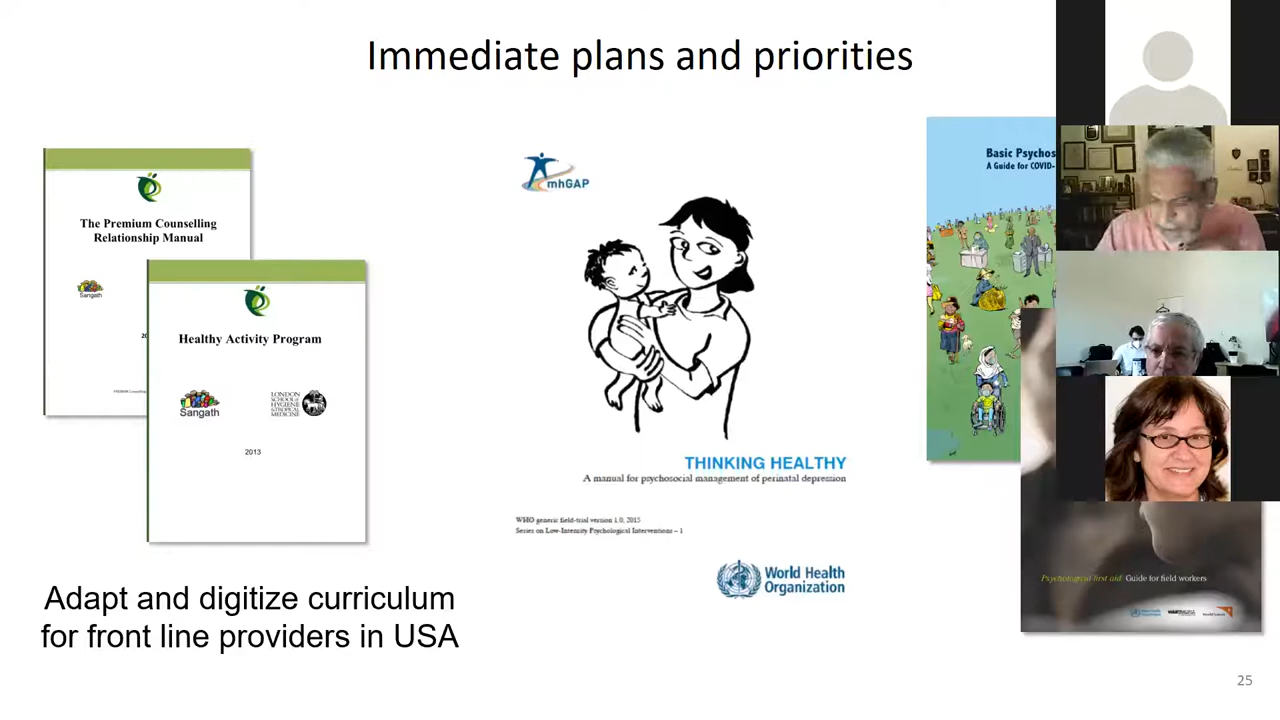 Immediate plans and priorities
The Premium Counselling
Relationship Manual
Sangath
Healthy Activity Program
Sangath
LONDON
SCHOOL of
HYGIENE
& TROPICAL
MEDICINE
2013
Adapt and digitize curriculum
for front line providers in USA
mhGAP
THINKING HEALTHY
A manual for psychosocial management of perinatal depression
WHO generic field-trial version 1.0, 2015
Series on Low-Intensity Psychological Interventions – 1
World Health
Organization
Basic Psychos
A Guide for COVID-
Psychological first aid: Guide for field workers
25